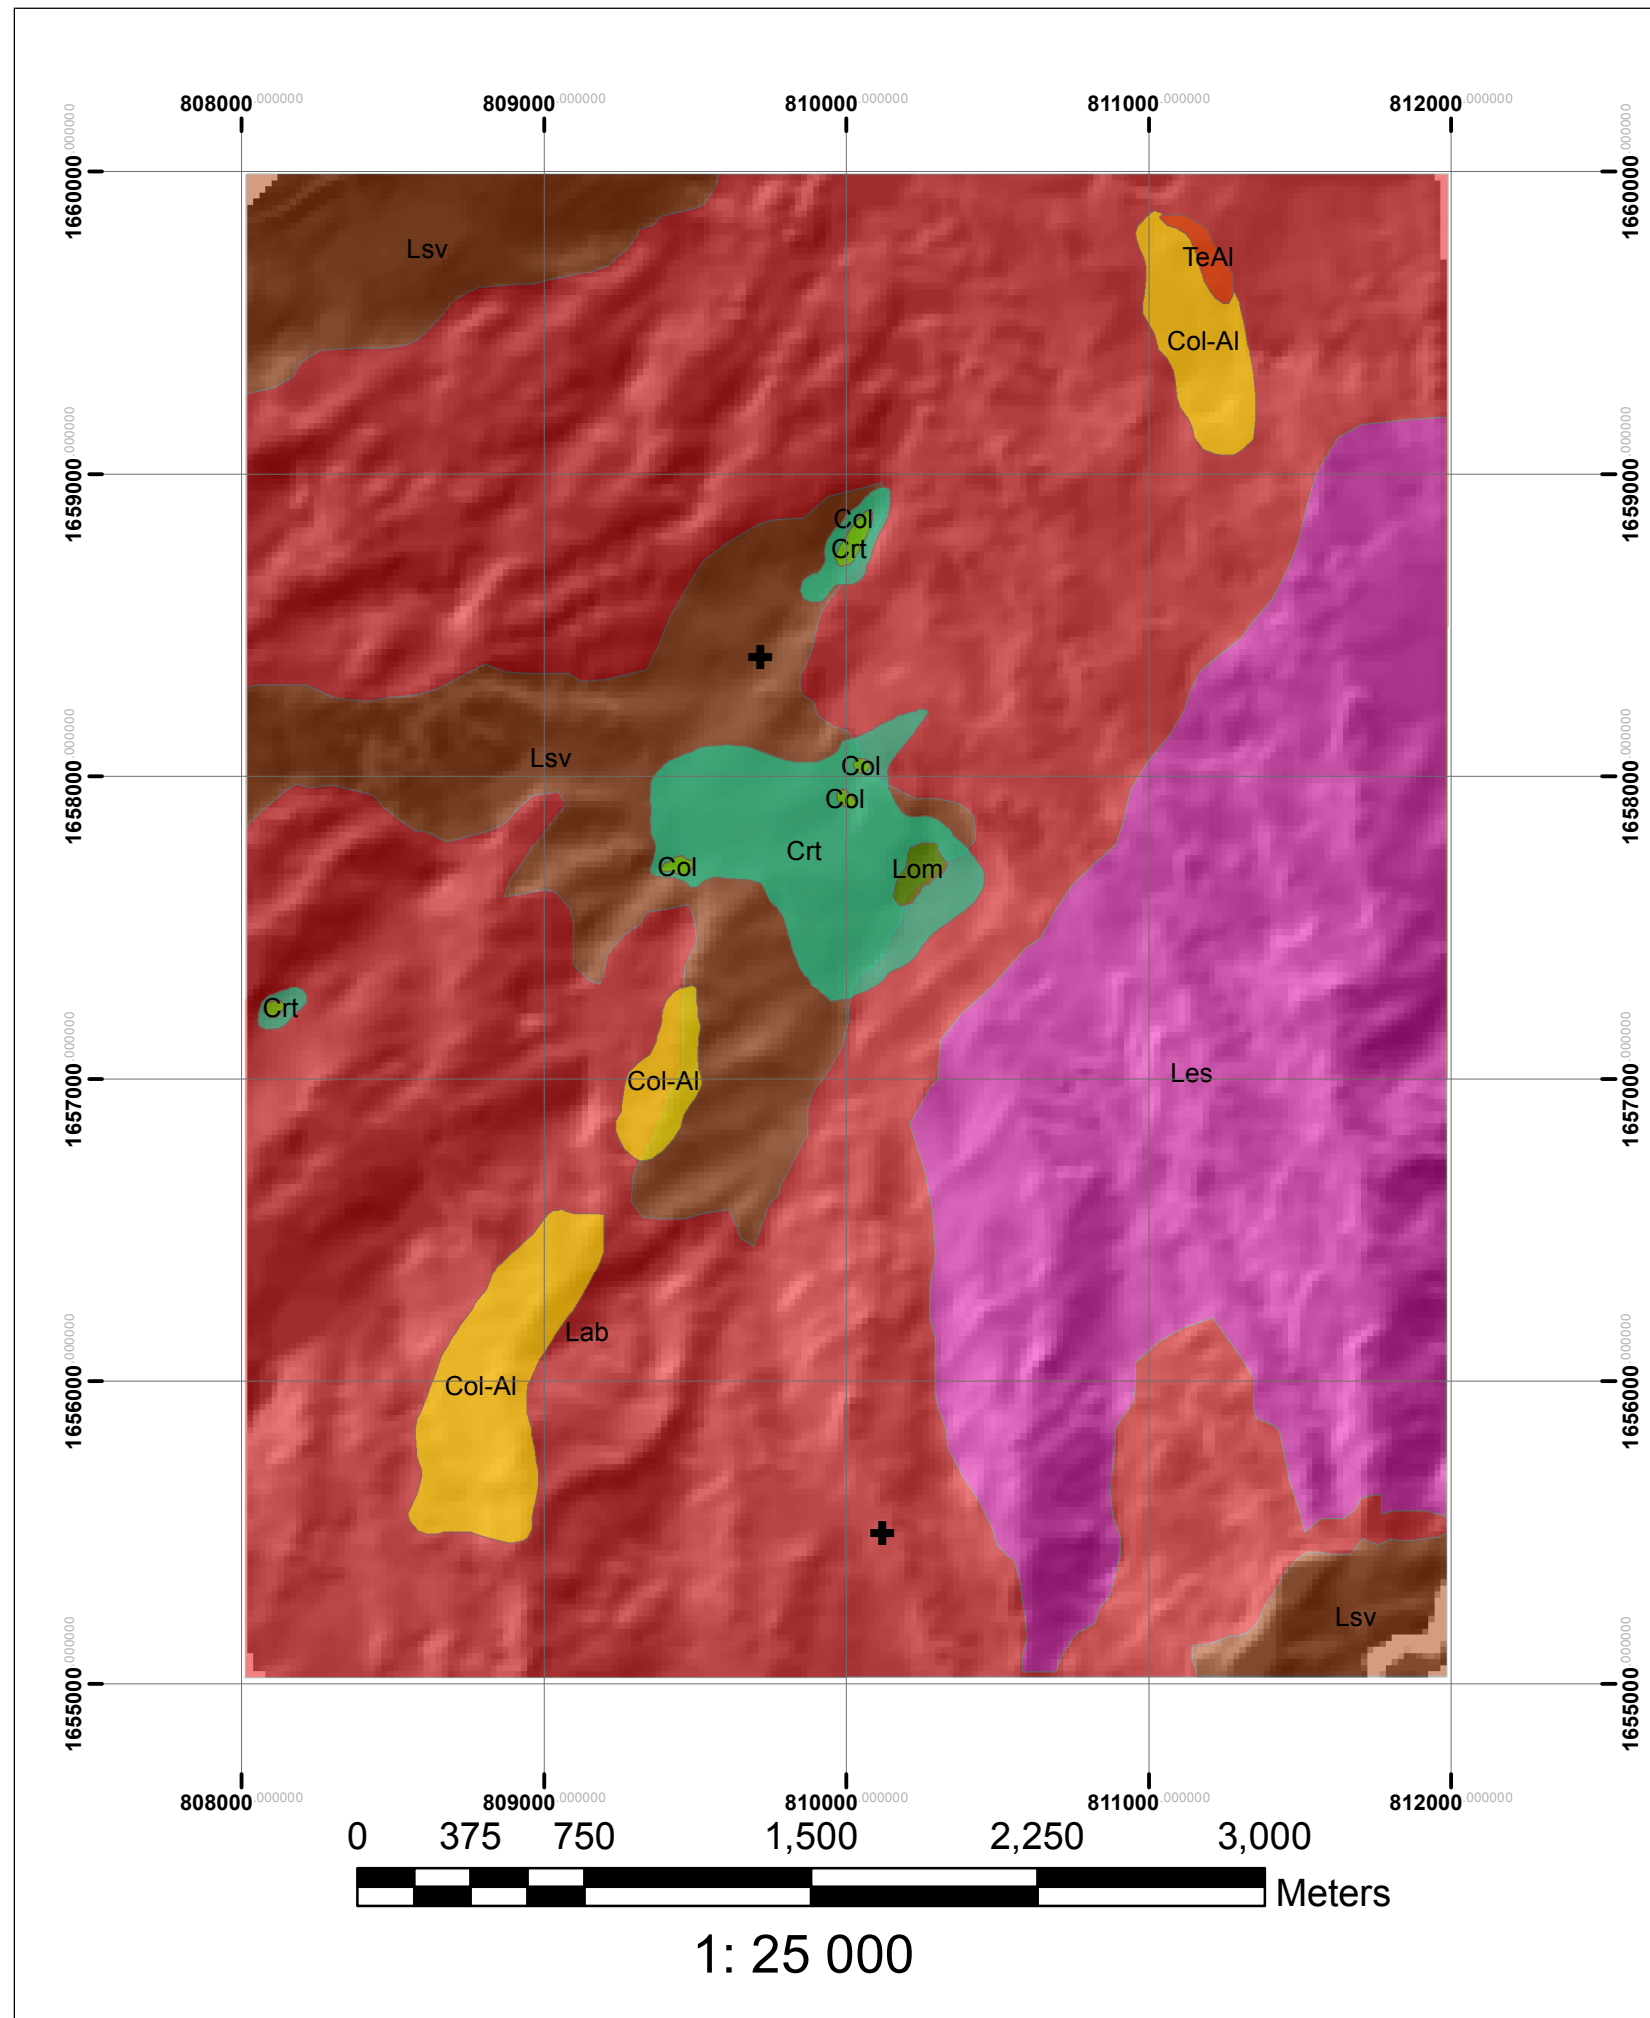 808000.000000 809000.000000 810000.000000 811000.000000 812000.000000
1660000.000000 1660000.000000
Lsv
TeAl
Col-Al
1659000.000000 1659000.000000
Col
Crt
1658000.000000 1658000.000000
Lsv
Col
Col
Crt
Col
Lom
Crt
1657000.000000 1657000.000000
Col-Al
Les
Lab
1656000.000000 1656000.000000
Col-Al
Lsv
1655000.000000 1655000.000000
808000.000000 809000.000000 810000.000000 811000.000000 812000.000000
0 375 750 1,500 2,250 3,000
Meters
1: 25 000